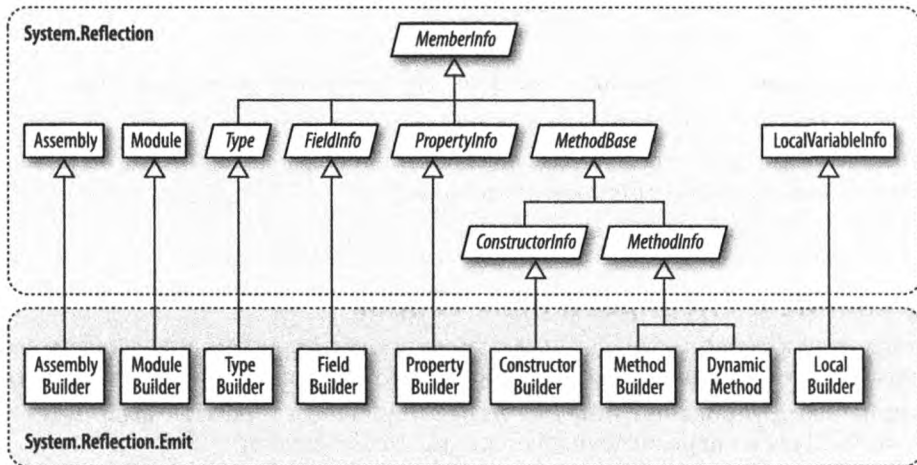 System.Reflection
MemberInfo
Assembly
Module
Type
FieldInfo
PropertyInfo
MethodBase
LocalVariableInfo
ConstructorInfo
MethodInfo
Assembly
Builder
Module
Builder
Type
Builder
Field
Builder
Property
Builder
Constructor
Builder
Method
Builder
Dynamic
Method
Local
Builder
System.Reflection.Emit